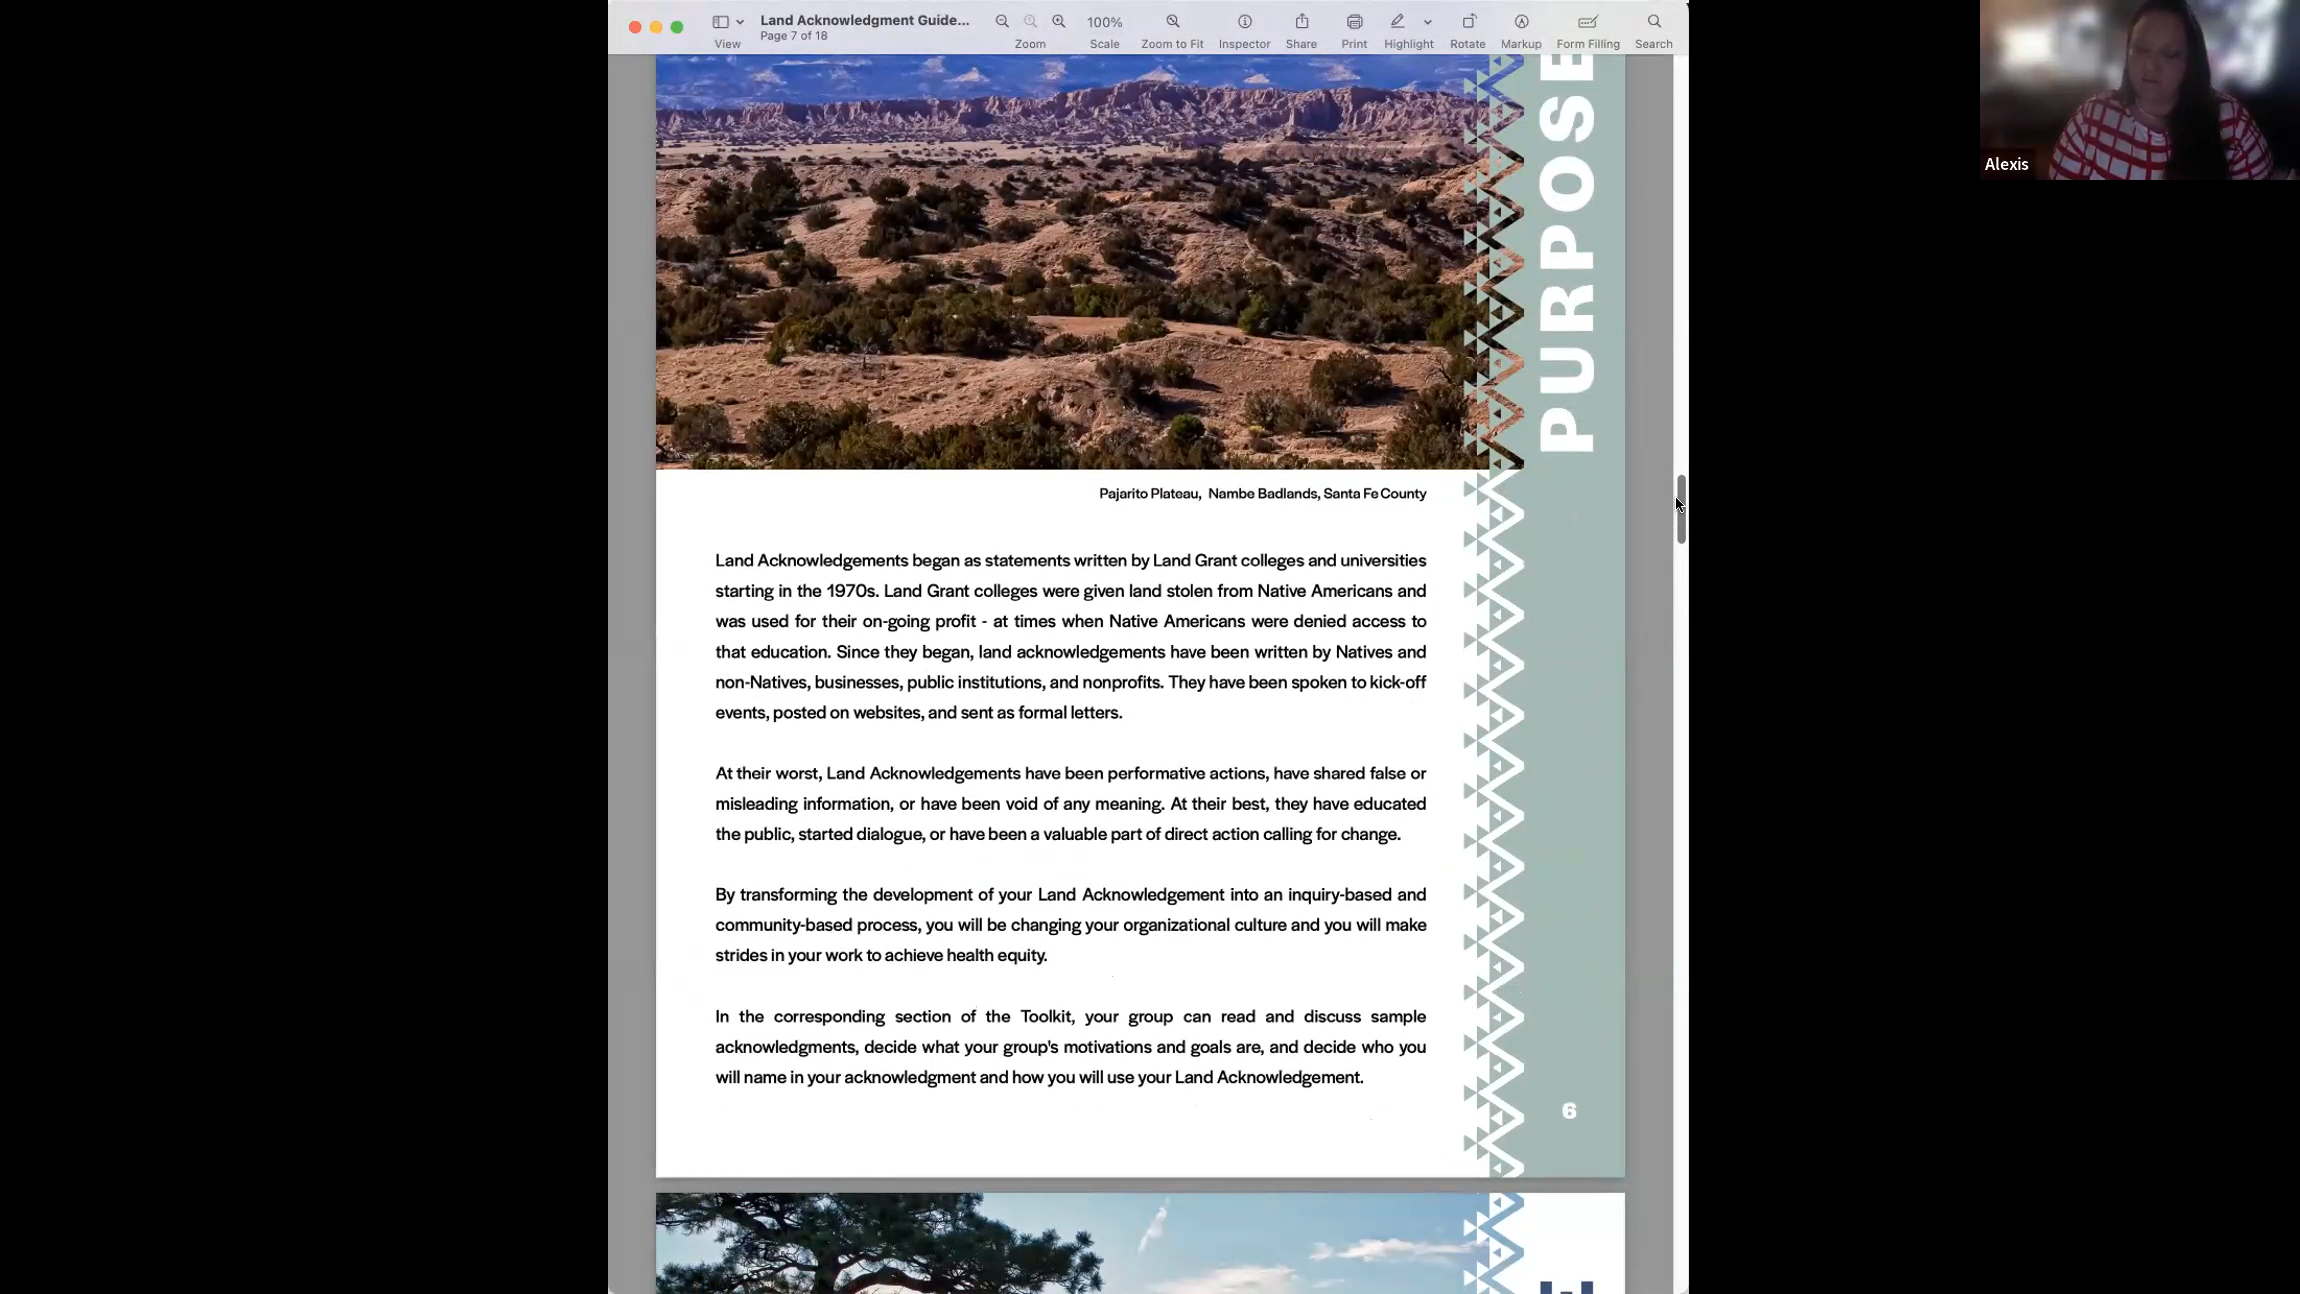 Land Acknowledgment Guide...
Page 7 of 18
View
Zoom
100%
Scale
Zoom to Fit
Inspector
Share
Print
Highlight
Rotate
Markup
Form Filling
Search
Alexis
PURPOSE
Pajarito Plateau, Nambe Badlands, Santa Fe County
Land Acknowledgements began as statements written by Land Grant colleges and universities
starting in the 1970s. Land Grant colleges were given land stolen from Native Americans and
was used for their on-going profit - at times when Native Americans were denied access to
that education. Since they began, land acknowledgements have been written by Natives and
non-Natives, businesses, public institutions, and nonprofits. They have been spoken to kick-off
events, posted on websites, and sent as formal letters.
At their worst, Land Acknowledgements have been performative actions, have shared false or
misleading information, or have been void of any meaning. At their best, they have educated
the public, started dialogue, or have been a valuable part of direct action calling for change.
By transforming the development of your Land Acknowledgement into an inquiry-based and
community-based process, you will be changing your organizational culture and you will make
strides in your work to achieve health equity.
In the corresponding section of the Toolkit, your group can read and discuss sample
acknowledgments, decide what your group's motivations and goals are, and decide who you
will name in your acknowledgment and how you will use your Land Acknowledgement.
6